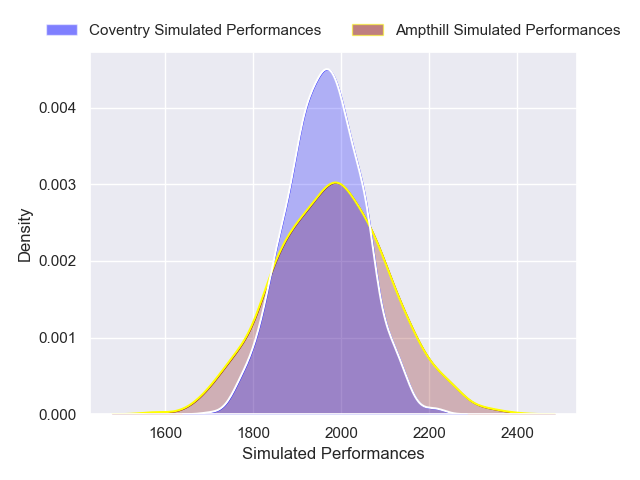 Coventry Simulated Performances
Ampthill Simulated Performances
0.004
0.003
0.002
0.001
0.000
Density
1600 1800 2000 2200 2400
Simulated Performances